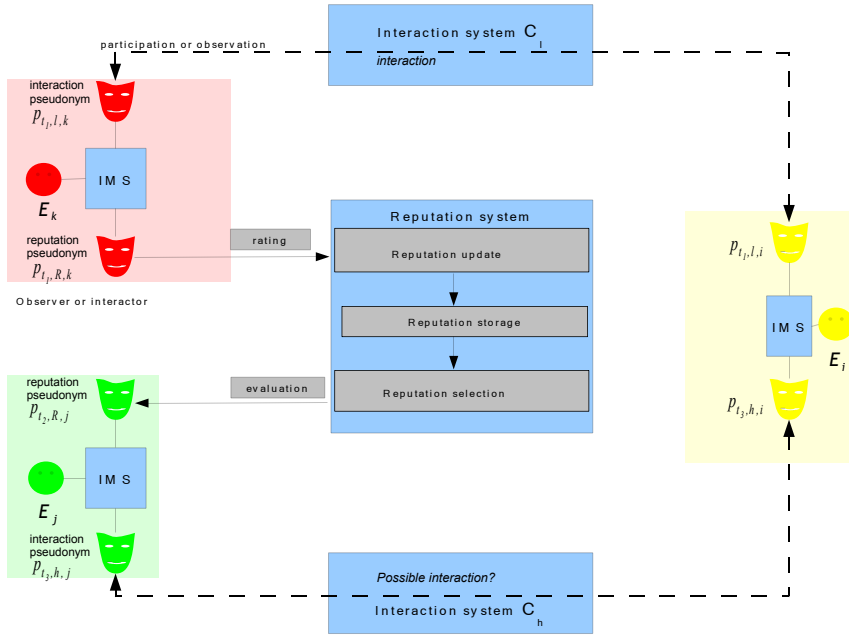 Interaction system C_l
participation or observation
interaction
interaction
pseudonym
p_{t_1, l, k}
IMS
E_k
reputation
pseudonym
p_{t_1, R, k}
Observer or interactor
rating
Reputation system
Reputation update
Reputation storage
Reputation selection
evaluation
p_{t_1, l, i}
IMS
E_i
p_{t_3, h, i}
reputation
pseudonym
p_{t_2, R, j}
IMS
E_j
interaction
pseudonym
p_{t_3, h, j}
Possible interaction?
Interaction system C_h